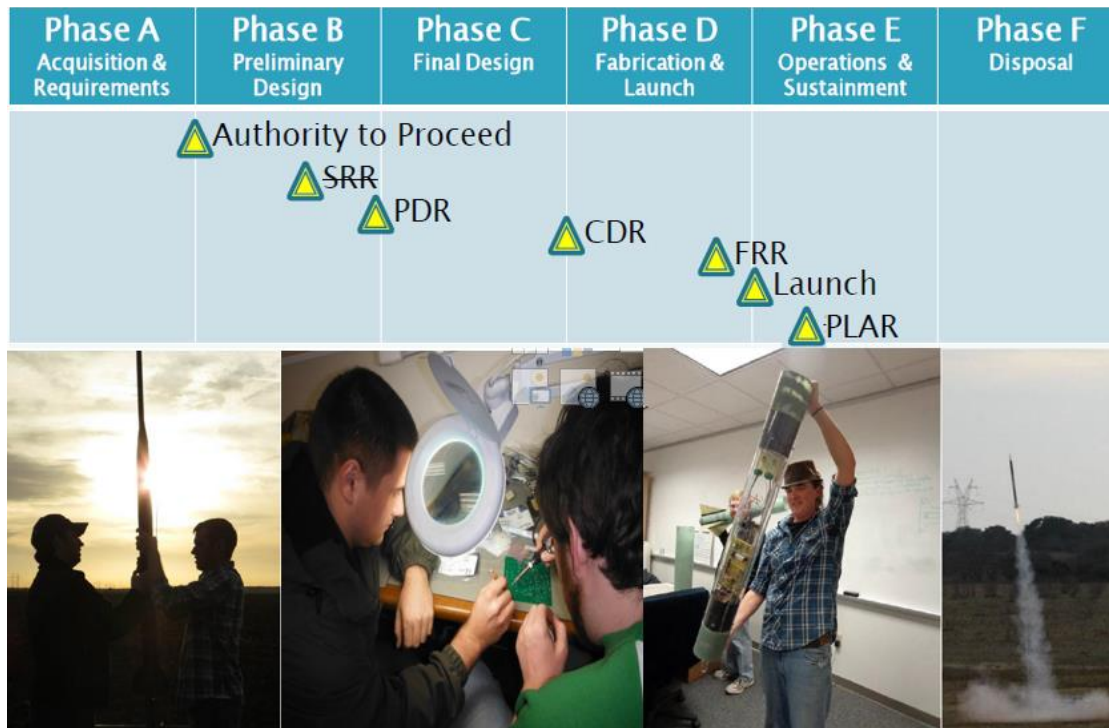 Phase A
Acquisition &
Requirements
Phase B
Preliminary
Design
Phase C
Final Design
Phase D
Fabrication &
Launch
Phase E
Operations &
Sustainment
Phase F
Disposal
Authority to Proceed
SRR
PDR
CDR
FRR
Launch
PLAR